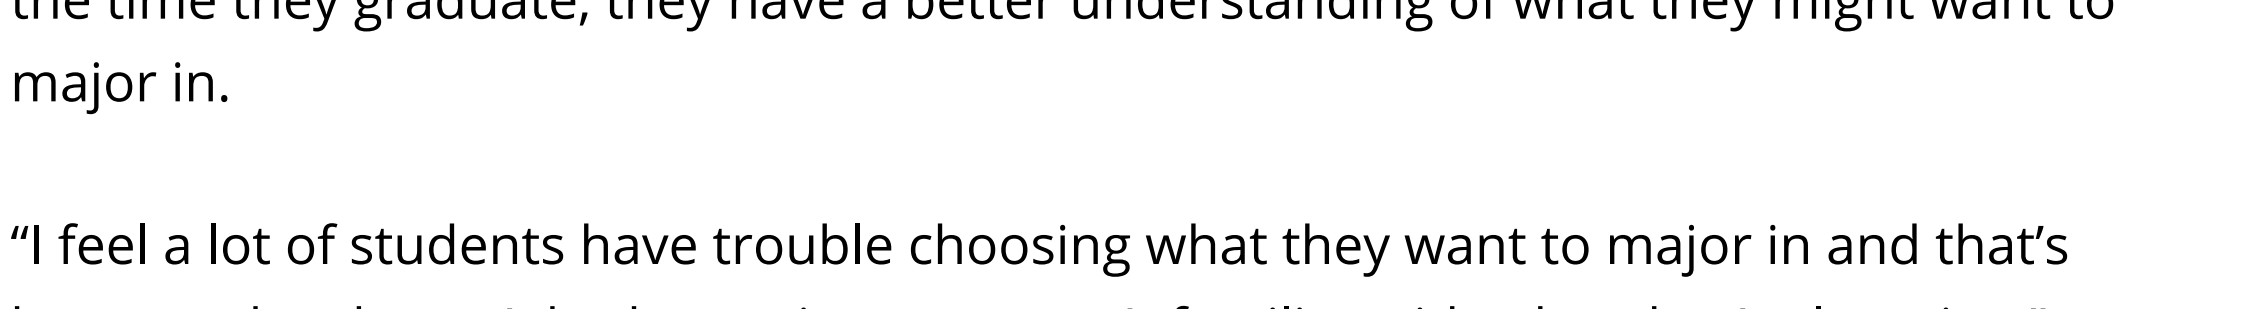 the time they graduate, they have a better understanding of what they might want to
major in.
“I feel a lot of students have trouble choosing what they want to major in and that’s